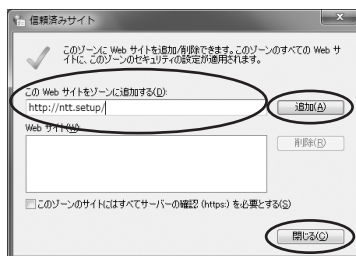 信頼済みサイト
このゾーンに Web サイトを追加/削除できます。このゾーンのすべての Web サ
イトに、このゾーンのセキュリティの設定が適用されます。
この Web サイトをゾーンに追加する(D):
http://ntt.setup/
追加(A)
Web サイト(W):
削除(R)
このゾーンのサイトにはすべてサーバーの確認 (https:) を必要とする(S)
閉じる(C)